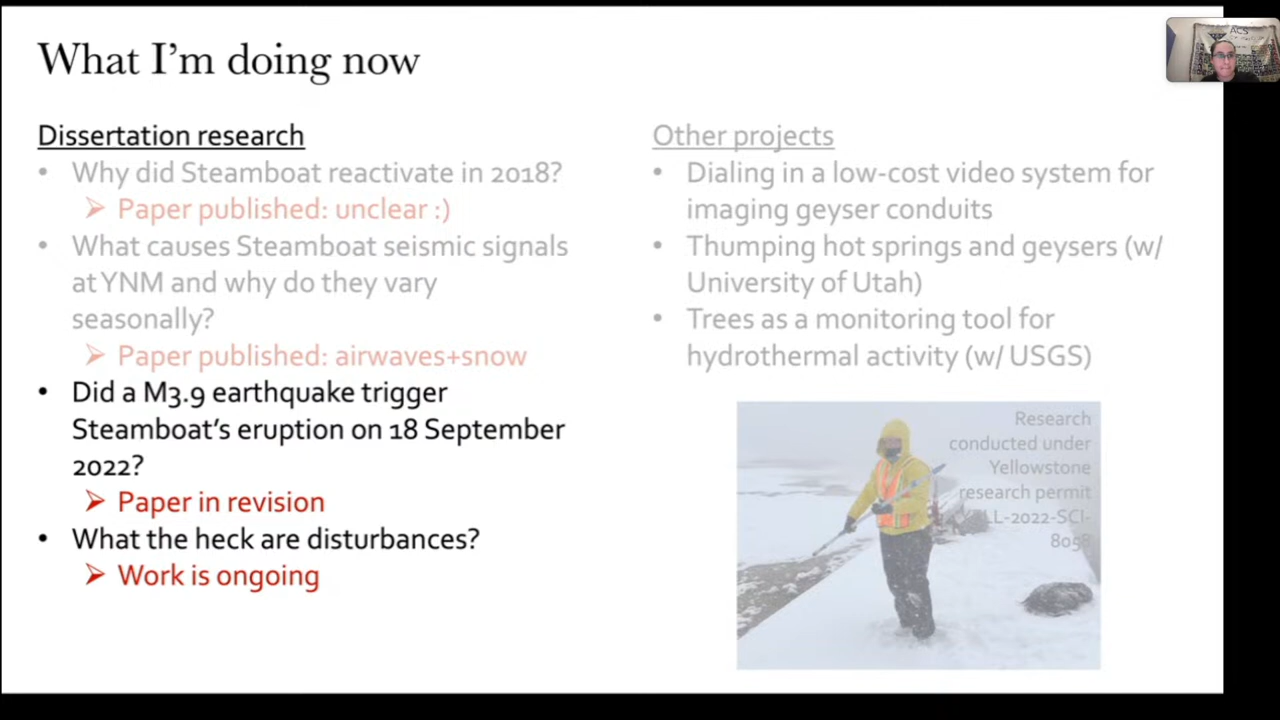 What I'm doing now
ACS
Dissertation research
• Why did Steamboat reactivate in 2018?
➢ Paper published: unclear :)
• What causes Steamboat seismic signals
at YNM and why do they vary
seasonally?
➢ Paper published: airwaves+snow
• Did a M3.9 earthquake trigger
Steamboat's eruption on 18 September
2022?
➢ Paper in revision
• What the heck are disturbances?
➢ Work is ongoing
Other projects
• Dialing in a low-cost video system for
imaging geyser conduits
• Thumping hot springs and geysers (w/
University of Utah)
• Trees as a monitoring tool for
hydrothermal activity (w/ USGS)
Research
conducted under
Yellowstone
research permit
LL-2022-SCI-
8058